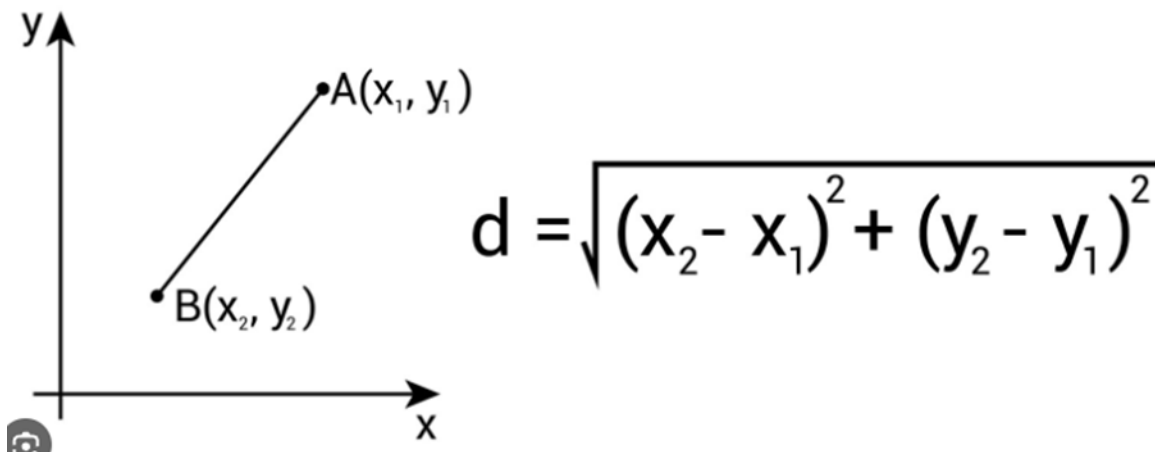 y
A(x₁, y₁)
d = √(x₂ - x₁)² + (y₂ - y₁)²
B(x₂, y₂)
x